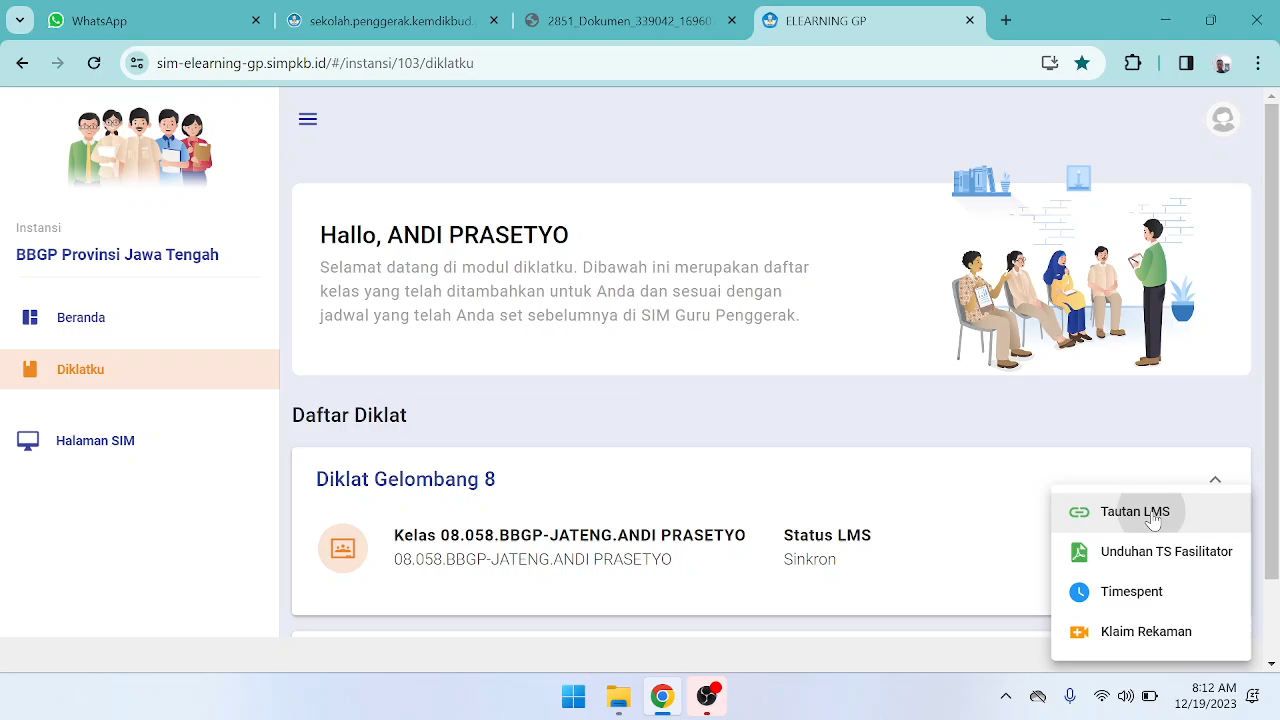 WhatsApp
sekolah.penggerak.kemdikbud.
2851_Dokumen_339042_16960
ELEARNING GP
sim-elearning-gp.simpkb.id/#/instansi/103/diklatku
Instansi
BBGP Provinsi Jawa Tengah
Beranda
Diklatku
Halaman SIM
Hallo, ANDI PRASETYO
Selamat datang di modul diklatku. Dibawah ini merupakan daftar
kelas yang telah ditambahkan untuk Anda dan sesuai dengan
jadwal yang telah Anda set sebelumnya di SIM Guru Penggerak.
Daftar Diklat
Diklat Gelombang 8
Kelas 08.058.BBGP-JATENG.ANDI PRASETYO
08.058.BBGP-JATENG.ANDI PRASETYO
Status LMS
Sinkron
Tautan LMS
Unduhan TS Fasilitator
Timespent
Klaim Rekaman
8:12 AM
12/19/2023